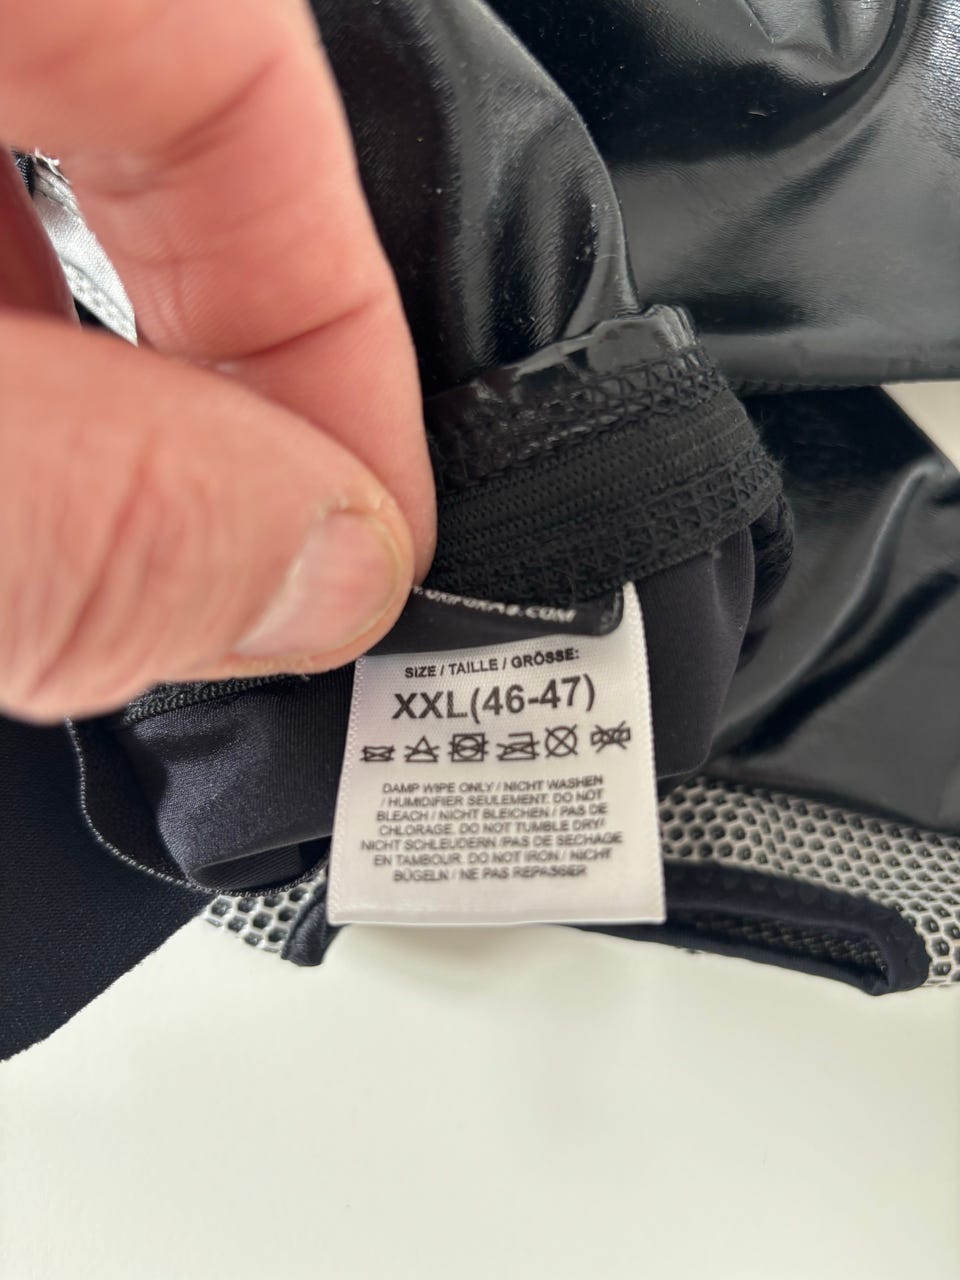 SIZE / TAILLE / GRÖSSE:
XXL(46-47)
DAMP WIPE ONLY / NICHT WASHEN
/ HUMIDIFIER SEULEMENT. DO NOT
BLEACH / NICHT BLEICHEN / PAS DE
CHLORAGE. DO NOT TUMBLE DRY/
NICHT SCHLEUDERN /PAS DE SECHAGE
EN TAMBOUR. DO NOT IRON / NICHT
BÜGELN / NE PAS REPASSER